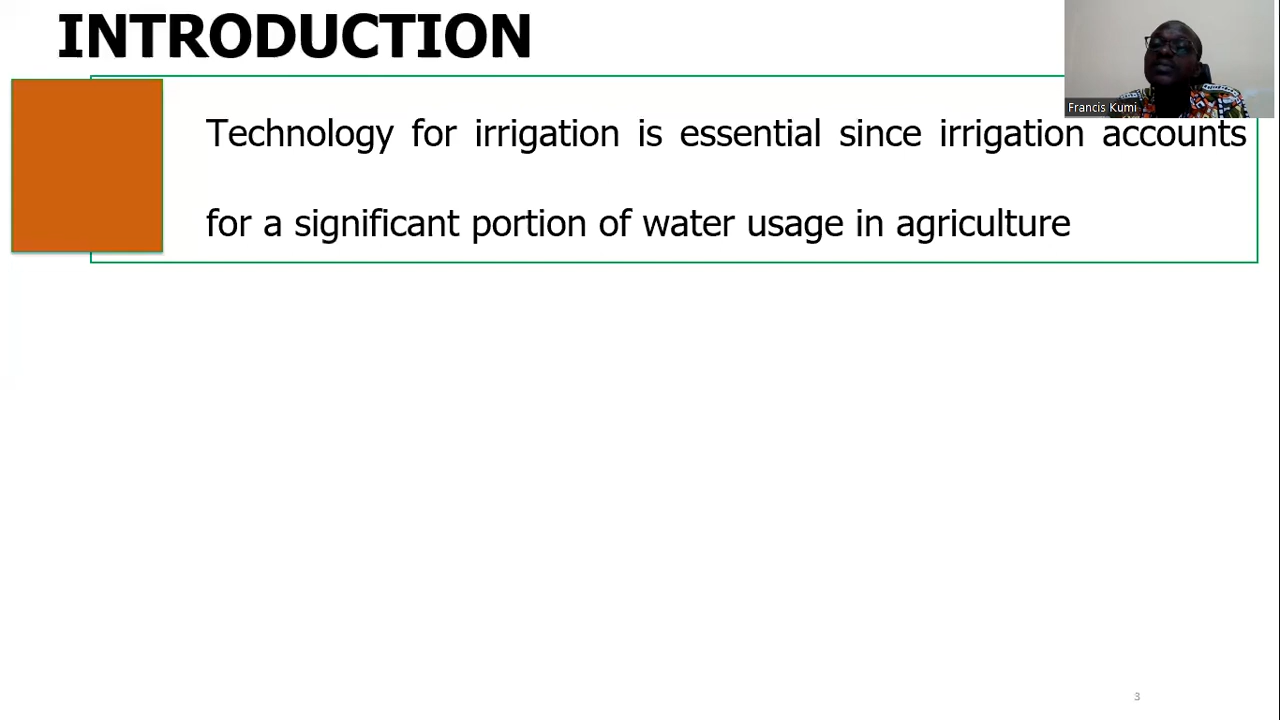 INTRODUCTION
Francis Kumi
Technology for irrigation is essential since irrigation accounts
for a significant portion of water usage in agriculture
3